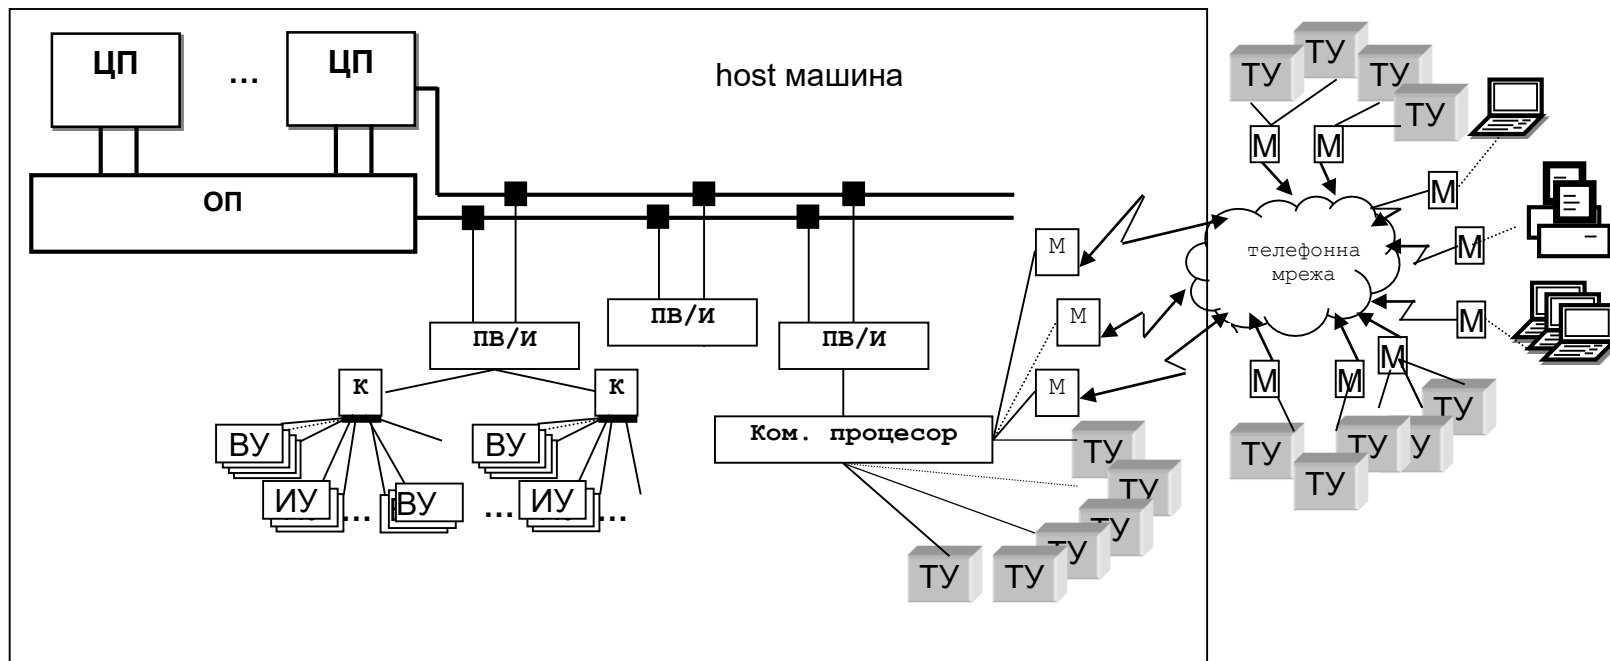 ЦП
...
ЦП
host машина
ОП
ПВ/И
ПВ/И
ПВ/И
К
К
ВУ
ИУ
...
ВУ
ВУ
...
ИУ
...
Ком. процесор
М
М
М
ТУ
ТУ
ТУ
ТУ
ТУ
ТУ
телефонна
мрежа
ТУ
ТУ
ТУ
ТУ
М
М
М
М
М
М
М
М
ТУ
ТУ
ТУ
ТУ
ТУ